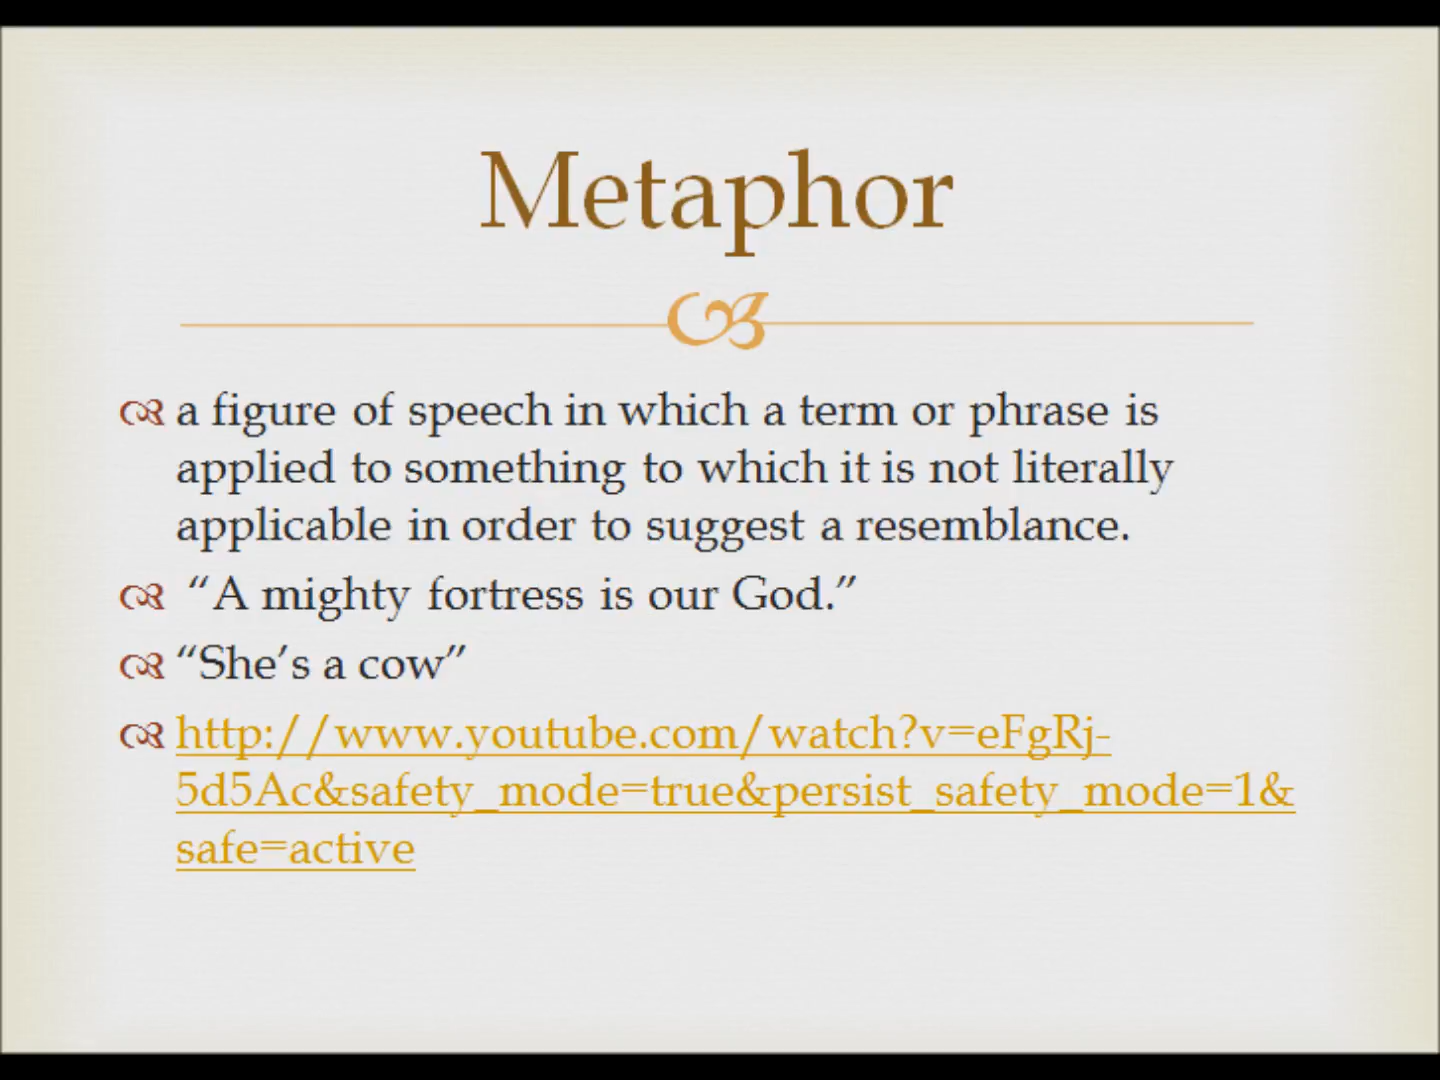 Metaphor
a figure of speech in which a term or phrase is
applied to something to which it is not literally
applicable in order to suggest a resemblance.
“A mighty fortress is our God.”
“She’s a cow”
http://www.youtube.com/watch?v=eFgRj-
5d5Ac&safety_mode=true&persist_safety_mode=1&
safe=active